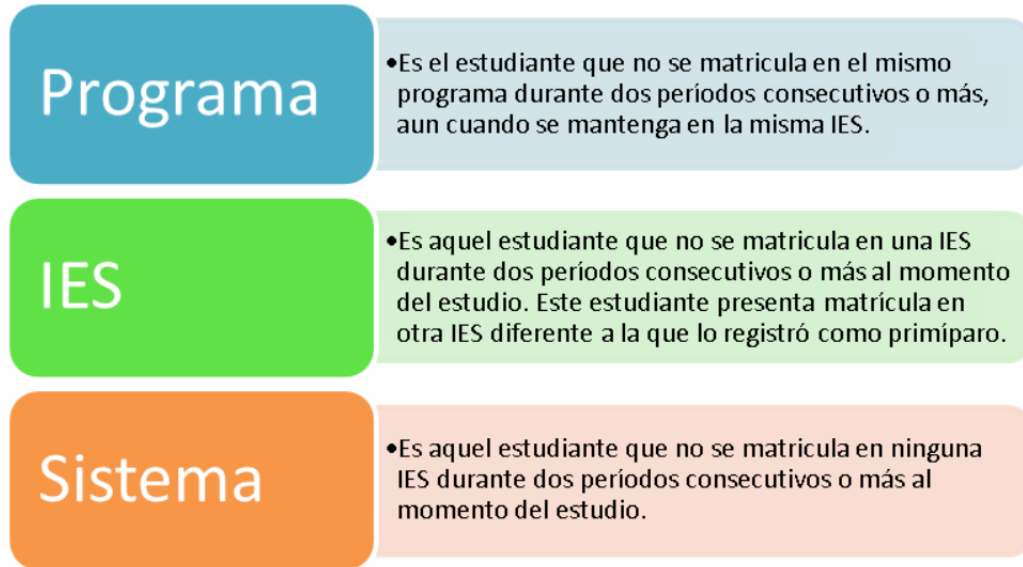 Programa
•Es el estudiante que no se matricula en el mismo
programa durante dos períodos consecutivos o más,
aun cuando se mantenga en la misma IES.
IES
•Es aquel estudiante que no se matricula en una IES
durante dos períodos consecutivos o más al momento
del estudio. Este estudiante presenta matrícula en
otra IES diferente a la que lo registró como primíparo.
Sistema
•Es aquel estudiante que no se matricula en ninguna
IES durante dos períodos consecutivos o más al
momento del estudio.